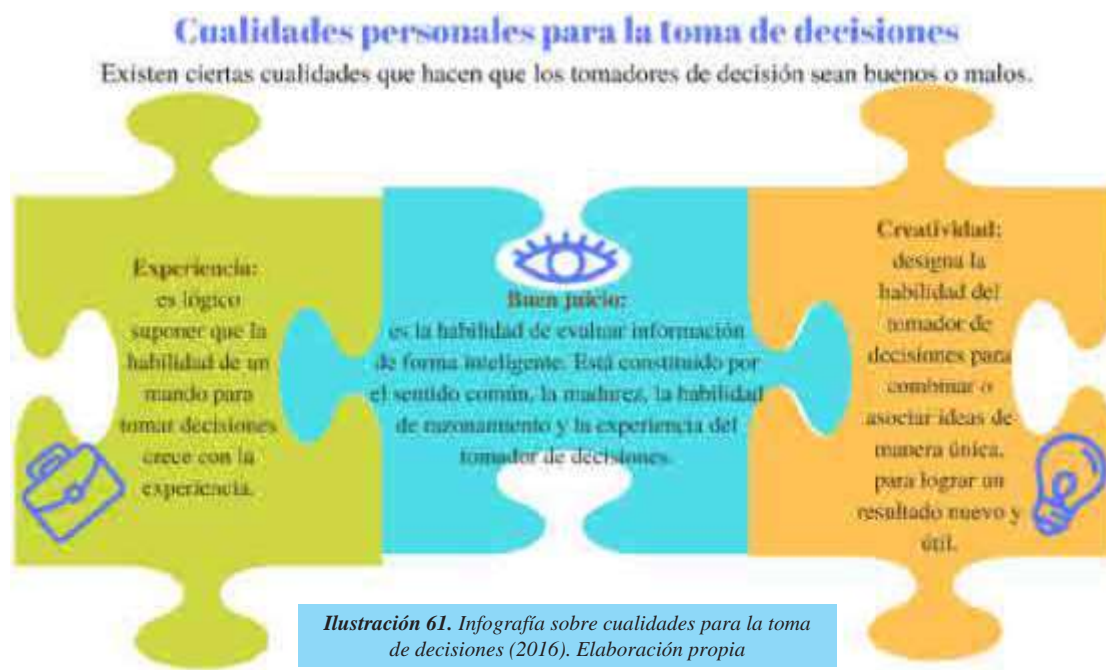 Cualidades personales para la toma de decisiones
Existen ciertas cualidades que hacen que los tomadores de decisión sean buenos o malos.
Experiencia:
es lógico
suponer que la
habilidad de un
mando para
tomar decisiones
crece con la
experiencia.
Buen juicio:
es la habilidad de evaluar información
de forma inteligente. Está constituido por
el sentido común, la madurez, la habilidad
de razonamiento y la experiencia del
tomador de decisiones.
Creatividad:
designa la
habilidad del
tomador de
decisiones para
combinar o
asociar ideas de
manera única,
para lograr un
resultado nuevo y
útil.
Ilustración 61. Infografía sobre cualidades para la toma
de decisiones (2016). Elaboración propia